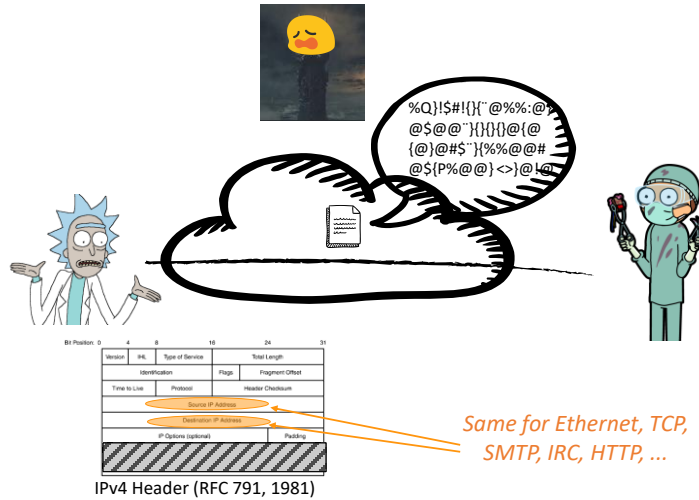 %Q}!$#!{}{¨@%%:@}
@$@@¨}{}{}{}@{@
{@}@#$¨}{%%@@#
@${P%@@}<>}@!@
Bit Position: 0 4 8 16 24 31
Version IHL Type of Service Total Length
Identification Flags Fragment Offset
Time to Live Protocol Header Checksum
Source IP Address
Destination IP Address
IP Options (optional) Padding
Same for Ethernet, TCP,
SMTP, IRC, HTTP, ...
IPv4 Header (RFC 791, 1981)